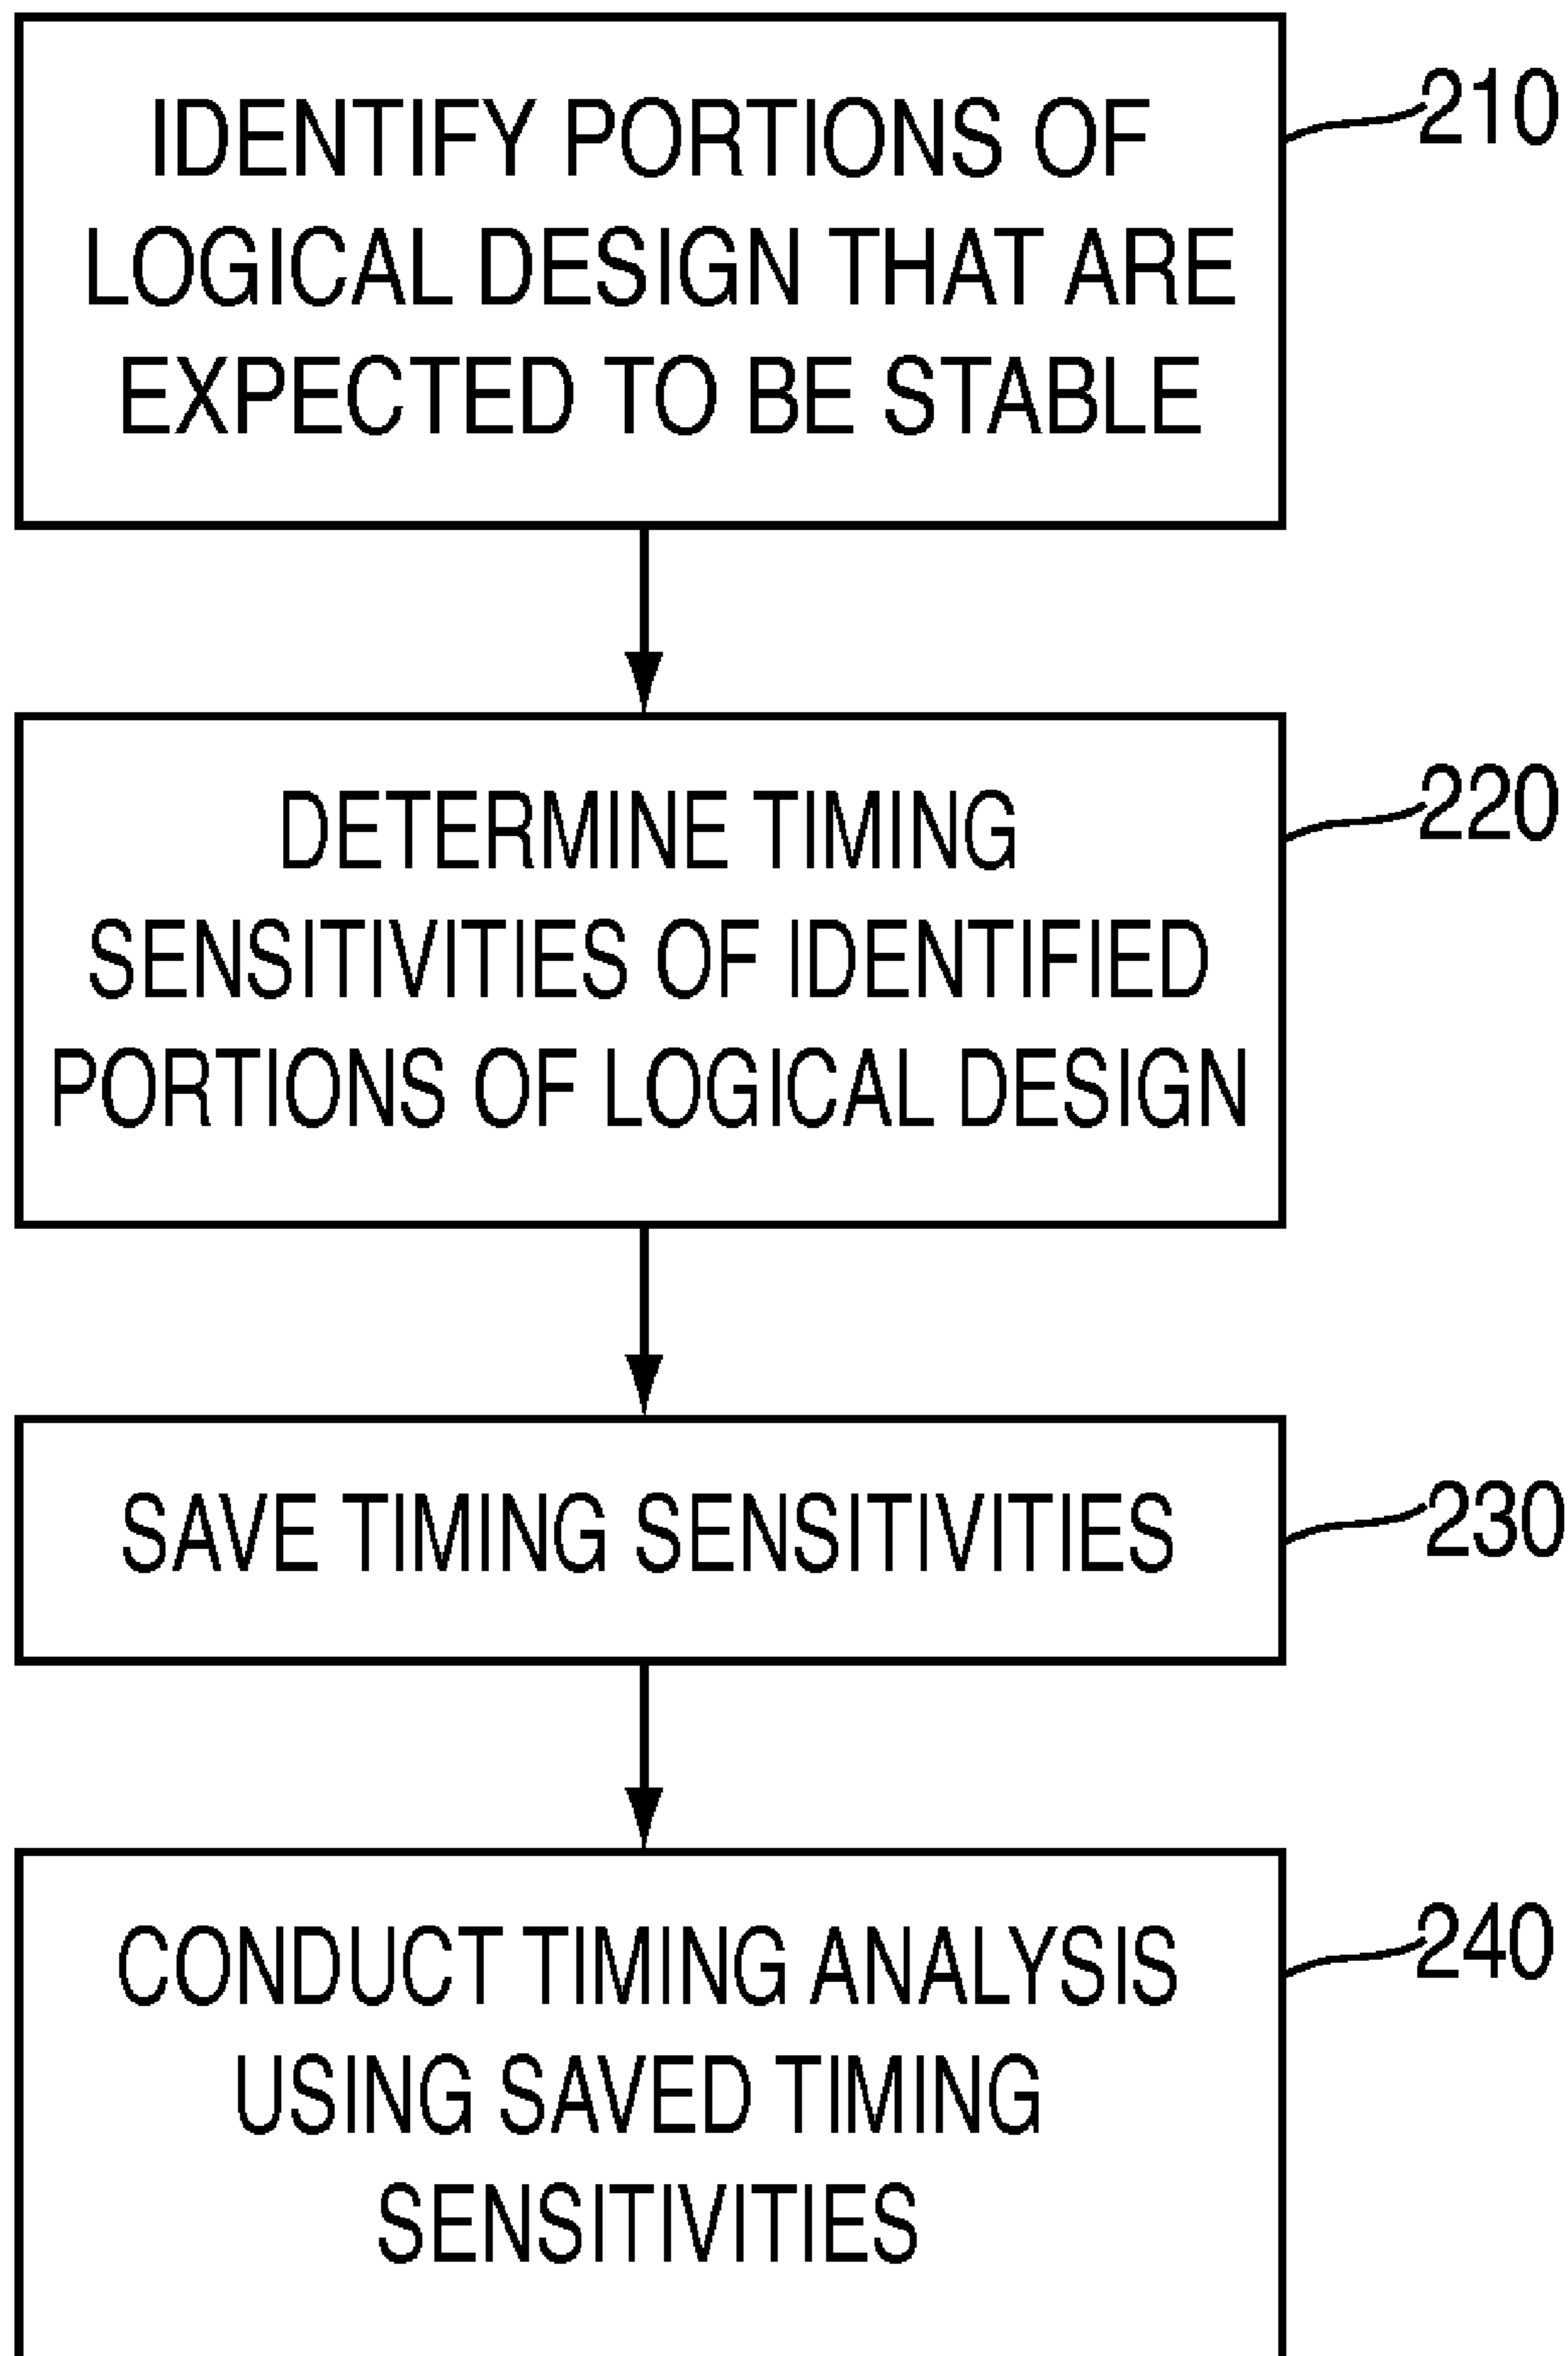 IDENTIFY PORTIONS OF
LOGICAL DESIGN THAT ARE
EXPECTED TO BE STABLE
210
DETERMINE TIMING
SENSITIVITIES OF IDENTIFIED
PORTIONS OF LOGICAL DESIGN
220
SAVE TIMING SENSITIVITIES
230
CONDUCT TIMING ANALYSIS
USING SAVED TIMING
SENSITIVITIES
240